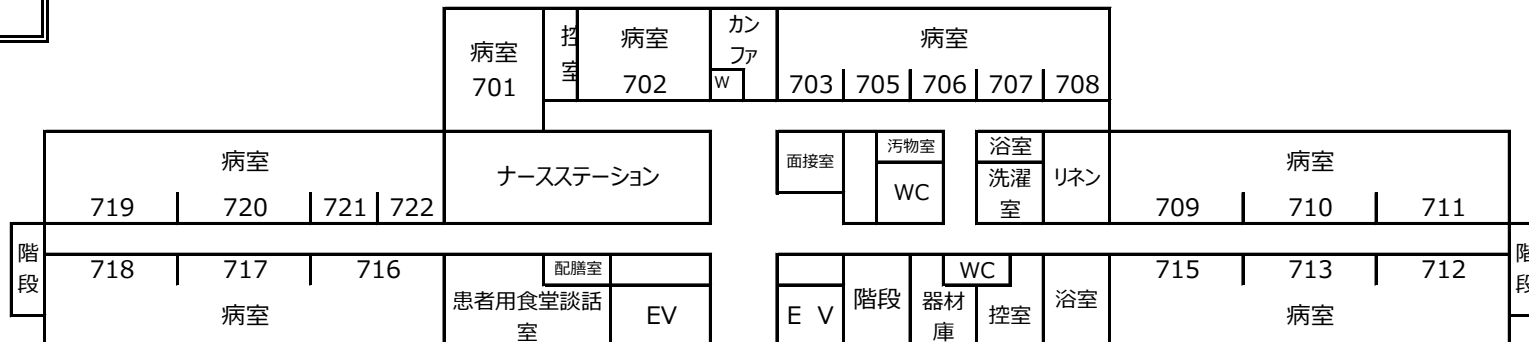 病室
701
控
室
病室
702
カン
ファ
W
病室
703 705 706 707 708
病室
719 720 721 722
ナースステーション
面接室
汚物室
WC
浴室
洗濯
室
リネン
病室
709 710 711
階
段
718 717 716
病室
配膳室
患者用食堂談話
室
EV
E V
階段
WC
器材
庫
控室
浴室
715 713 712
病室
階
段